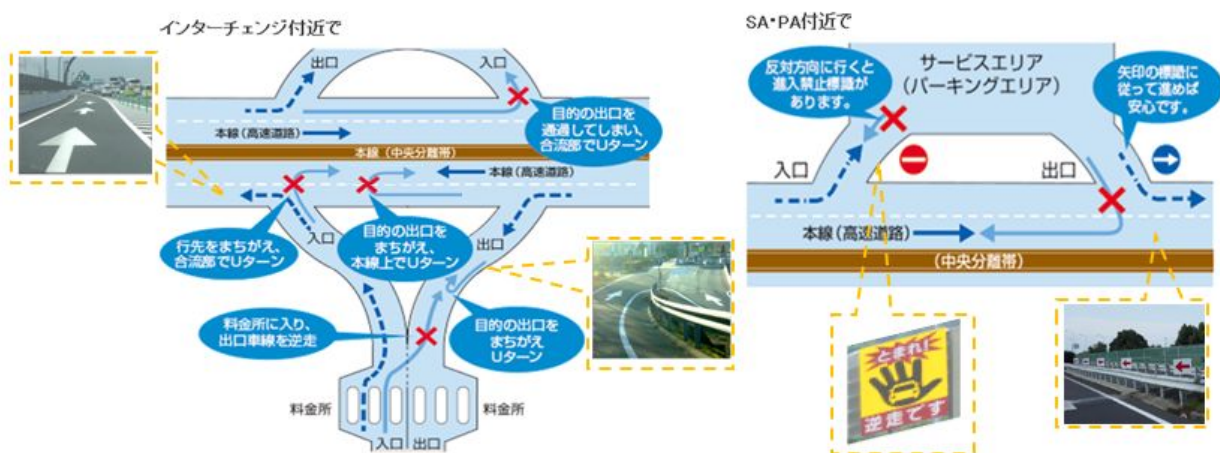 インターチェンジ付近で
出口
入口
目的の出口を
通過してしまい、
合流部でUターン
本線(高速道路)
本線(中央分離帯)
本線(高速道路)
行先をまちがえ、
合流部でUターン
入口
目的の出口を
まちがえ、
本線上でUターン
出口
料金所に入り、
出口車線を逆走
目的の出口を
まちがえ
Uターン
料金所
料金所
入口
出口
SA・PA付近で
反対方向に行くと
進入禁止標識が
あります。
サービスエリア
(パーキングエリア)
矢印の標識に
従って進めば
安心です。
入口
出口
本線(高速道路)
(中央分離帯)
とまれ!
逆走です